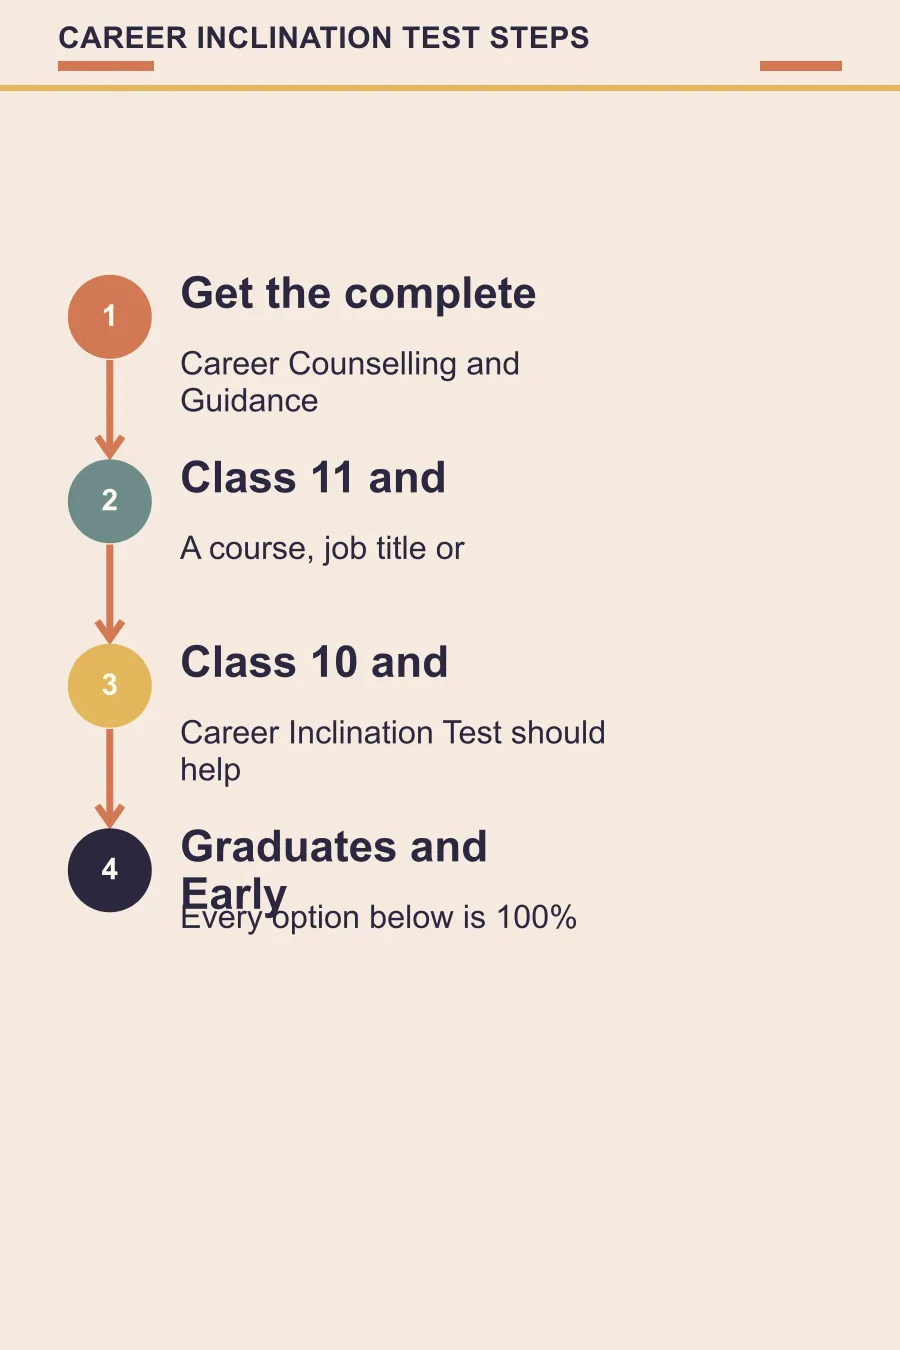 CAREER INCLINATION TEST STEPS
1
Get the complete
Career Counselling and
Guidance
2
Class 11 and
A course, job title or
3
Class 10 and
Career Inclination Test should
help
4
Graduates and
Early
Every option below is 100%